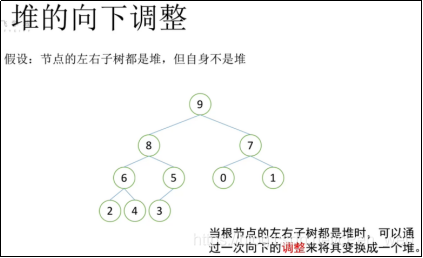 堆的向下调整
假设：节点的左右子树都是堆，但自身不是堆
9
8 7
6 5 0 1
2 4 3
当根节点的左右子树都是堆时，可以通
过一次向下的调整来将其变换成一个堆。